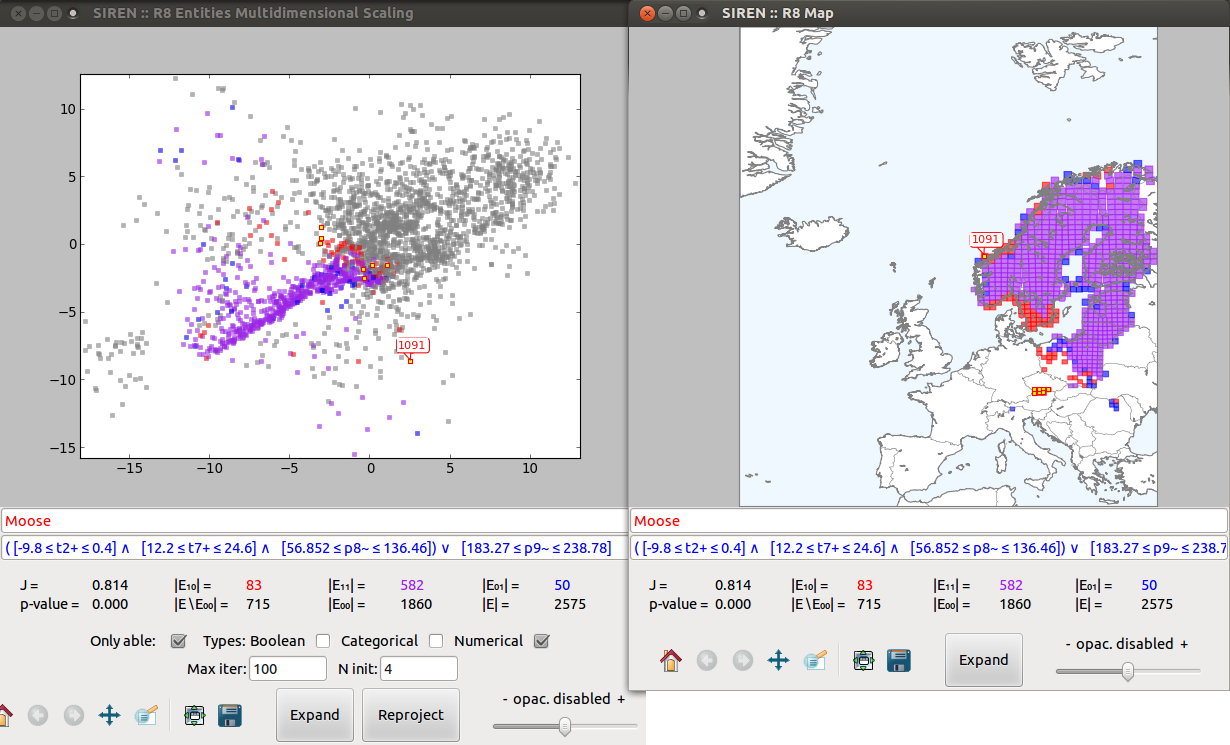 SIREN :: R8 Entities Multidimensional Scaling
10
5
0
−5
−10
−15
−15
−10
−5
0
5
10
1091
Moose
( [-9.8 ≤ t2+ ≤ 0.4] ∧ [12.2 ≤ t7+ ≤ 24.6] ∧ [56.852 ≤ p8~ ≤ 136.46]) ∨ [183.27 ≤ p9~ ≤ 238.78]
J = 0.814 |E₁₀| = 83 |E₁₁| = 582 |E₀₁| = 50
p-value = 0.000 |E\E₀₀| = 715 |E₀₀| = 1860 |E| = 2575
Only able: Types: Boolean Categorical Numerical
Max iter: 100 N init: 4
Expand
Reproject
- opac. disabled +
SIREN :: R8 Map
1091
Moose
( [-9.8 ≤ t2+ ≤ 0.4] ∧ [12.2 ≤ t7+ ≤ 24.6] ∧ [56.852 ≤ p8~ ≤ 136.46]) ∨ [183.27 ≤ p9~ ≤ 238.7
J = 0.814 |E₁₀| = 83 |E₁₁| = 582 |E₀₁| = 50
p-value = 0.000 |E\E₀₀| = 715 |E₀₀| = 1860 |E| = 2575
Expand
- opac. disabled +